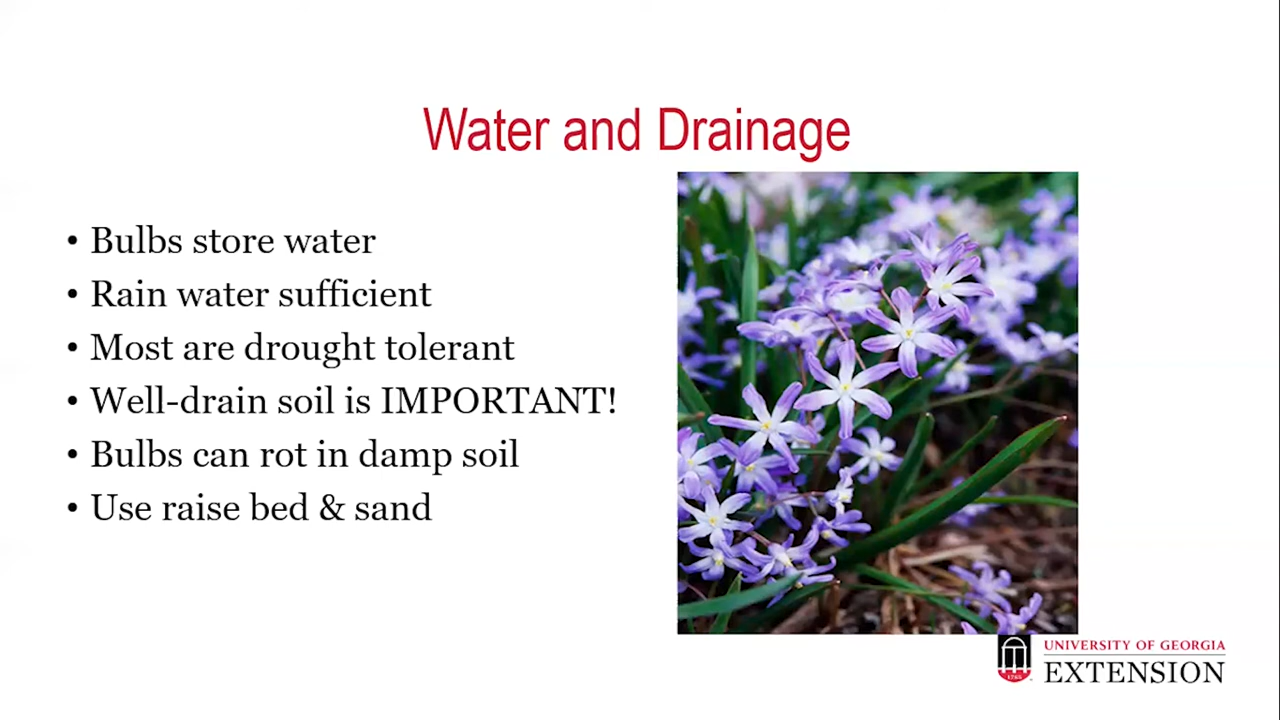 Water and Drainage
• Bulbs store water
• Rain water sufficient
• Most are drought tolerant
• Well-drain soil is IMPORTANT!
• Bulbs can rot in damp soil
• Use raise bed & sand
1785
UNIVERSITY OF GEORGIA
EXTENSION